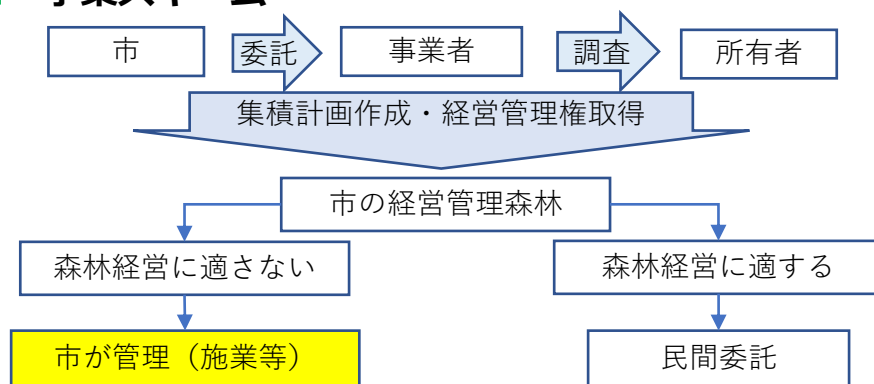 市 委託 事業者 調査 所有者
集積計画作成・経営管理権取得
市の経営管理森林
森林経営に適さない 森林経営に適する
市が管理（施業等） 民間委託